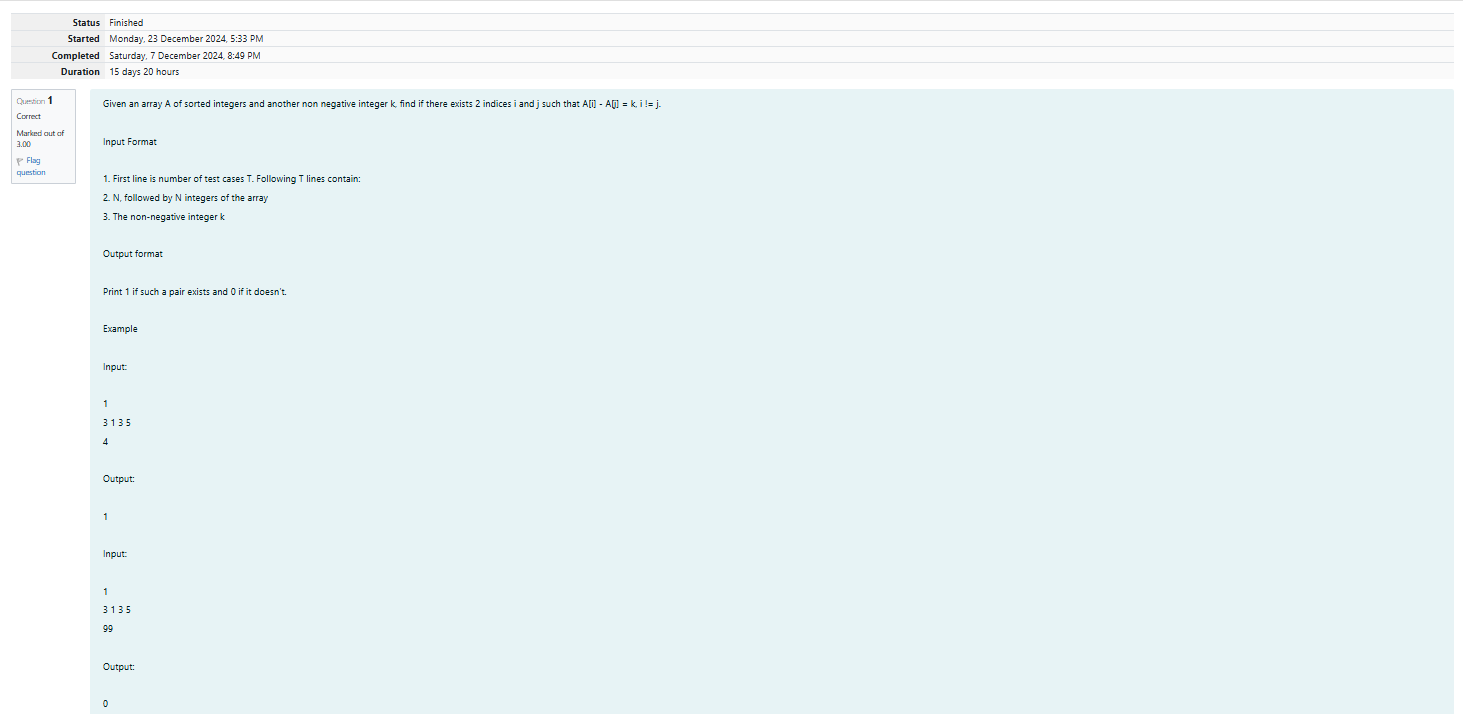 Status Finished
Started Monday, 23 December 2024, 5:33 PM
Completed Saturday, 7 December 2024, 8:49 PM
Duration 15 days 20 hours
Question 1
Correct
Marked out of
3.00
Flag
question
Given an array A of sorted integers and another non negative integer k, find if there exists 2 indices i and j such that A[i] - A[j] = k, i != j.
Input Format
1. First line is number of test cases T. Following T lines contain:
2. N, followed by N integers of the array
3. The non-negative integer k
Output format
Print 1 if such a pair exists and 0 if it doesn't.
Example
Input:
1
3 1 3 5
4
Output:
1
Input:
1
3 1 3 5
99
Output:
0